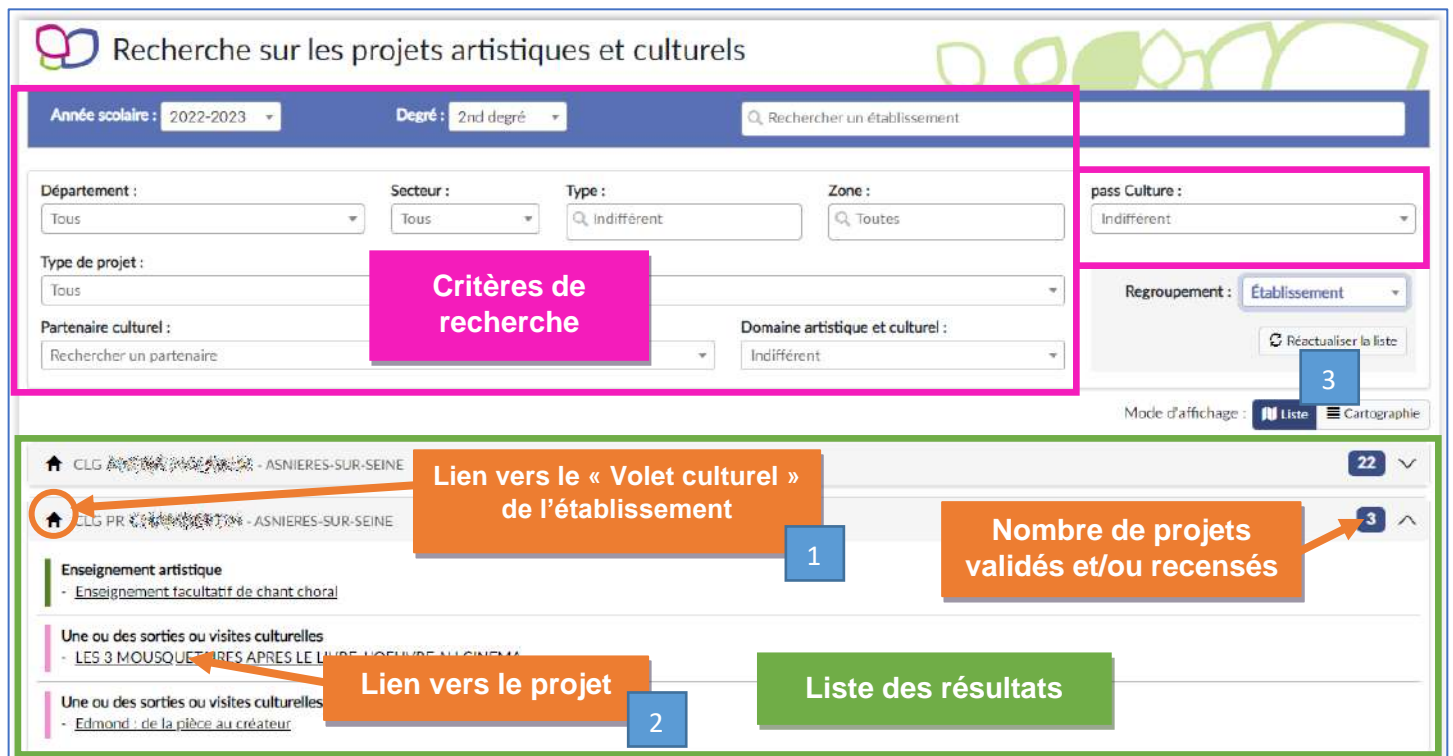 Recherche sur les projets artistiques et culturels
Année scolaire : 2022-2023 Degré : 2nd degré Rechercher un établissement
Département : Secteur : Type : Zone : pass Culture :
Tous Tous Indifférent Toutes Indifférent
Type de projet :
Tous
Critères de
recherche
Regroupement : Établissement
Partenaire culturel : Domaine artistique et culturel :
Rechercher un partenaire Indifférent
Réactualiser la liste
3
Mode d'affichage : Liste Cartographie
CLG - ASNIERES-SUR-SEINE 22
Lien vers le « Volet culturel »
de l'établissement
1
CLG PR - ASNIERES-SUR-SEINE 3
Nombre de projets
validés et/ou recensés
Enseignement artistique
- Enseignement facultatif de chant choral
Une ou des sorties ou visites culturelles
- LES 3 MOUSQUETAIRES APRES LE LIVRE, L'OEUVRE AU CINEMA
Lien vers le projet
2
Liste des résultats
Une ou des sorties ou visites culturelles
- Edmond : de la pièce au créateur